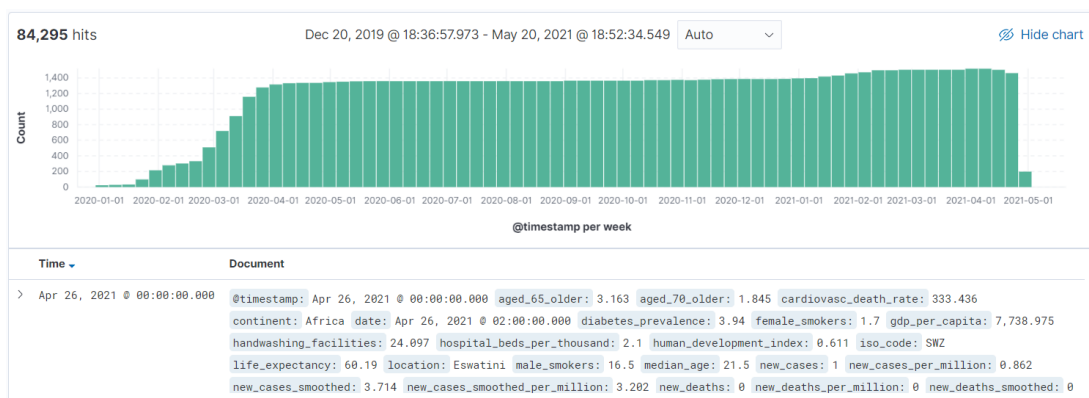 84,295 hits
Dec 20, 2019 @ 18:36:57.973 - May 20, 2021 @ 18:52:34.549 Auto
Hide chart
1,400
1,200
1,000
800
600
400
200
0
Count
2020-01-01 2020-02-01 2020-03-01 2020-04-01 2020-05-01 2020-06-01 2020-07-01 2020-08-01 2020-09-01 2020-10-01 2020-11-01 2020-12-01 2021-01-01 2021-02-01 2021-03-01 2021-04-01 2021-05-01
@timestamp per week
Time Document
Apr 26, 2021 @ 00:00:00.000 @timestamp: Apr 26, 2021 @ 00:00:00.000 aged_65_older: 3.163 aged_70_older: 1.845 cardiovasc_death_rate: 333.436
continent: Africa date: Apr 26, 2021 @ 02:00:00.000 diabetes_prevalence: 3.94 female_smokers: 1.7 gdp_per_capita: 7,738.975
handwashing_facilities: 24.097 hospital_beds_per_thousand: 2.1 human_development_index: 0.611 iso_code: SWZ
life_expectancy: 60.19 location: Eswatini male_smokers: 16.5 median_age: 21.5 new_cases: 1 new_cases_per_million: 0.862
new_cases_smoothed: 3.714 new_cases_smoothed_per_million: 3.202 new_deaths: 0 new_deaths_per_million: 0 new_deaths_smoothed: 0